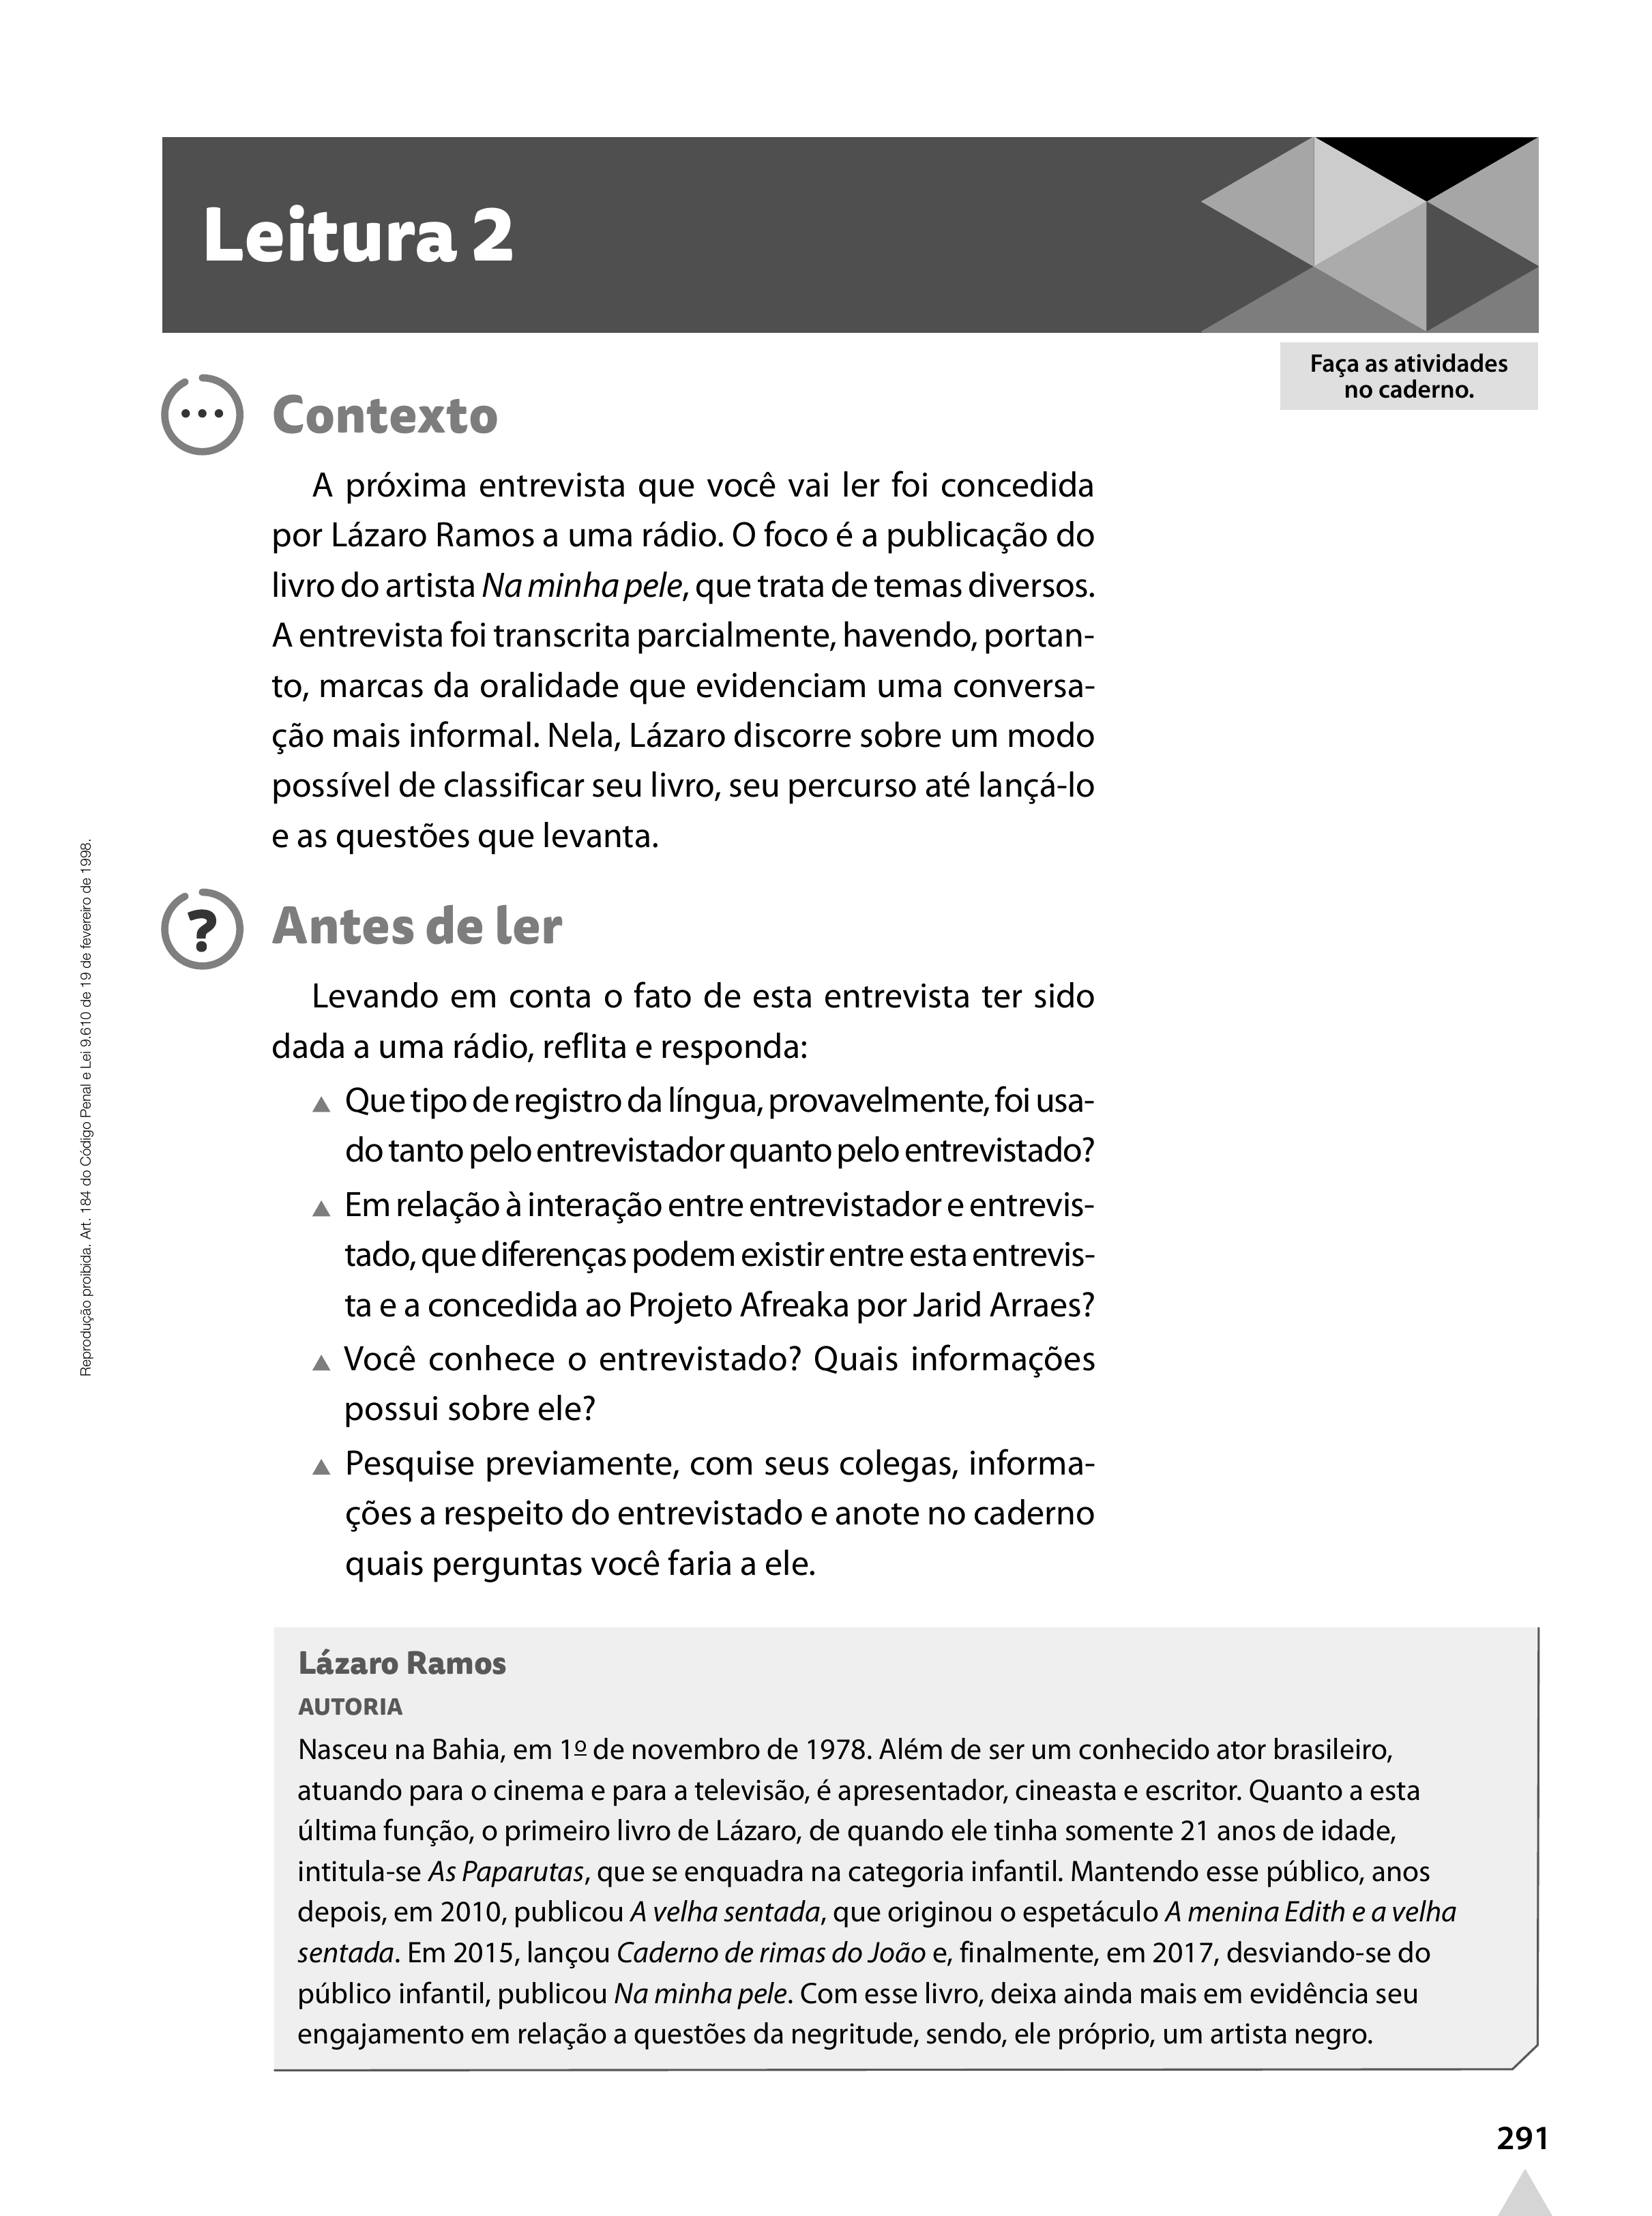 Leitura 2
Faça as atividades
no caderno.
Contexto
A próxima entrevista que você vai ler foi concedida
por Lázaro Ramos a uma rádio. O foco é a publicação do
livro do artista Na minha pele, que trata de temas diversos.
A entrevista foi transcrita parcialmente, havendo, portan-
to, marcas da oralidade que evidenciam uma conversa-
ção mais informal. Nela, Lázaro discorre sobre um modo
possível de classificar seu livro, seu percurso até lançá-lo
e as questões que levanta.
? Antes de ler
Levando em conta o fato de esta entrevista ter sido
dada a uma rádio, reflita e responda:
▲ Que tipo de registro da língua, provavelmente, foi usa-
do tanto pelo entrevistador quanto pelo entrevistado?
▲ Em relação à interação entre entrevistador e entrevis-
tado, que diferenças podem existir entre esta entrevis-
ta e a concedida ao Projeto Afreaka por Jarid Arraes?
▲ Você conhece o entrevistado? Quais informações
possui sobre ele?
▲ Pesquise previamente, com seus colegas, informa-
ções a respeito do entrevistado e anote no caderno
quais perguntas você faria a ele.
Lázaro Ramos
AUTORIA
Nasceu na Bahia, em 1º de novembro de 1978. Além de ser um conhecido ator brasileiro,
atuando para o cinema e para a televisão, é apresentador, cineasta e escritor. Quanto a esta
última função, o primeiro livro de Lázaro, de quando ele tinha somente 21 anos de idade,
intitula-se As Paparutas, que se enquadra na categoria infantil. Mantendo esse público, anos
depois, em 2010, publicou A velha sentada, que originou o espetáculo A menina Edith e a velha
sentada. Em 2015, lançou Caderno de rimas do João e, finalmente, em 2017, desviando-se do
público infantil, publicou Na minha pele. Com esse livro, deixa ainda mais em evidência seu
engajamento em relação a questões da negritude, sendo, ele próprio, um artista negro.
Reprodução proibida. Art. 184 do Código Penal e Lei 9.610 de 19 de fevereiro de 1998.
291